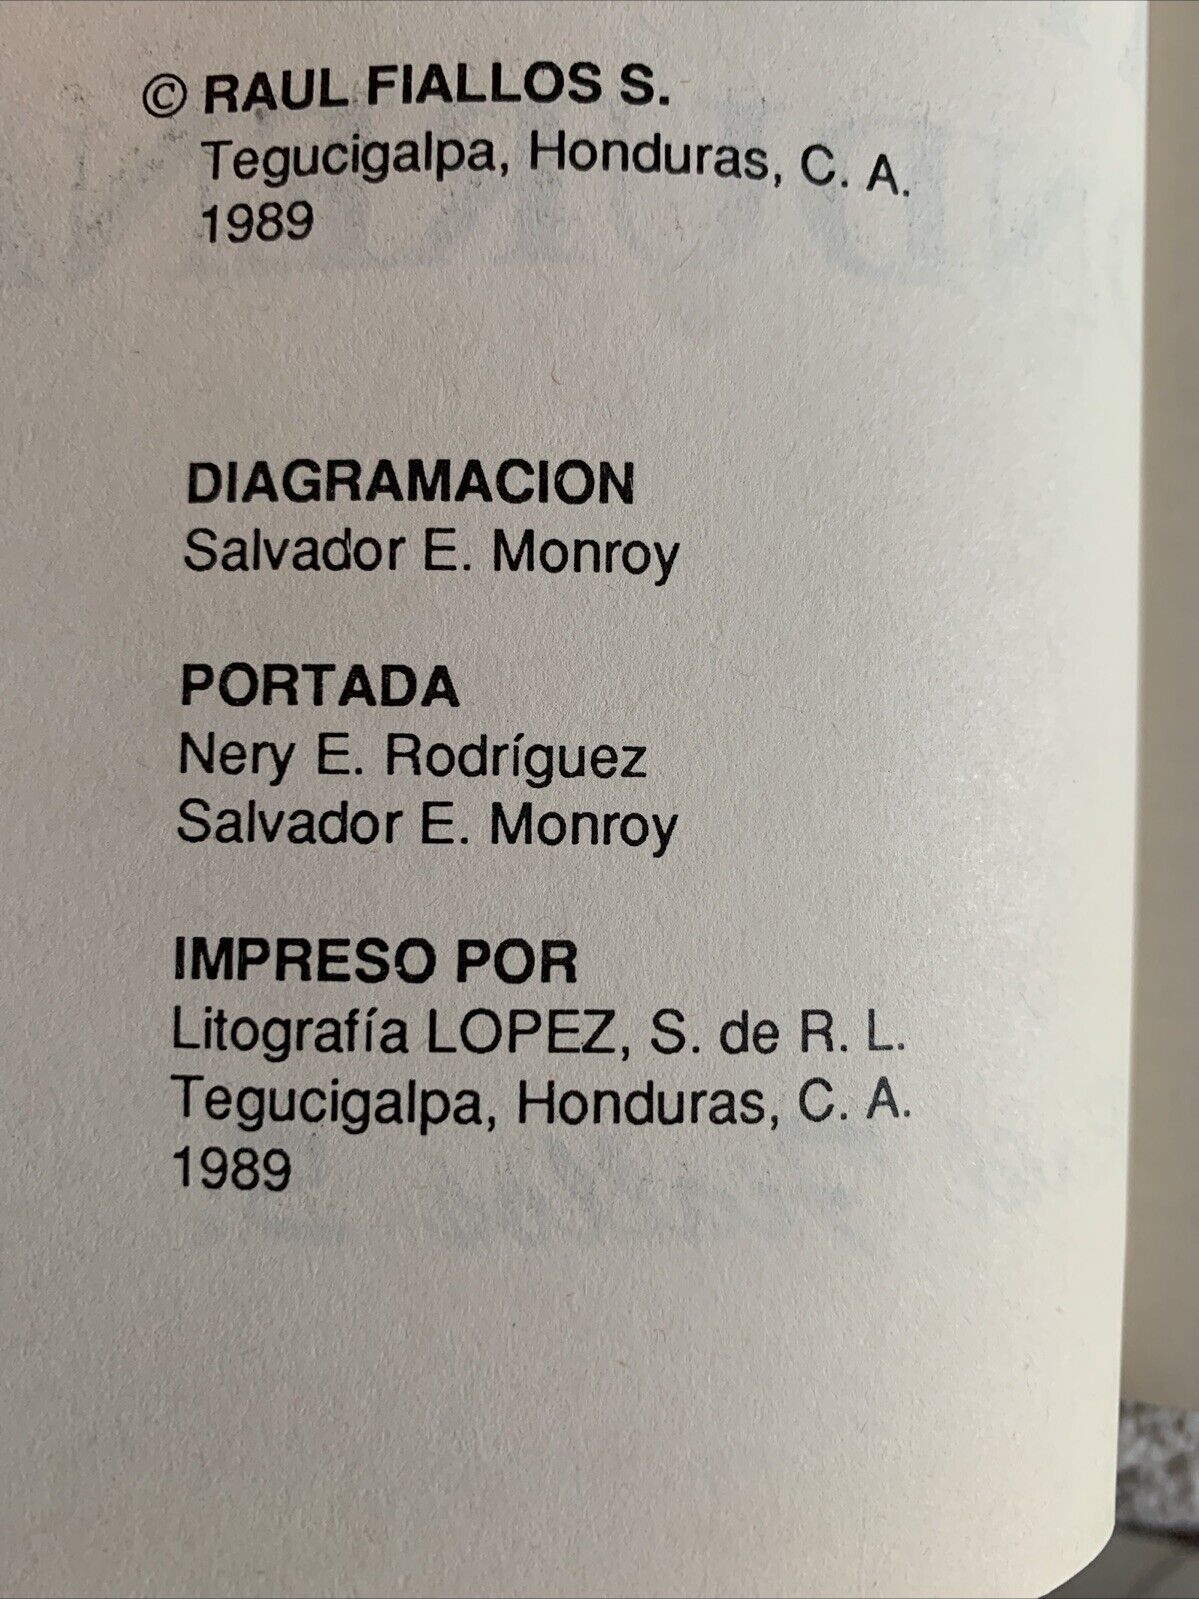 © RAUL FIALLOS S.
Tegucigalpa, Honduras, C. A.
1989
DIAGRAMACION
Salvador E. Monroy
PORTADA
Nery E. Rodríguez
Salvador E. Monroy
IMPRESO POR
Litografía LOPEZ, S. de R. L.
Tegucigalpa, Honduras, C. A.
1989